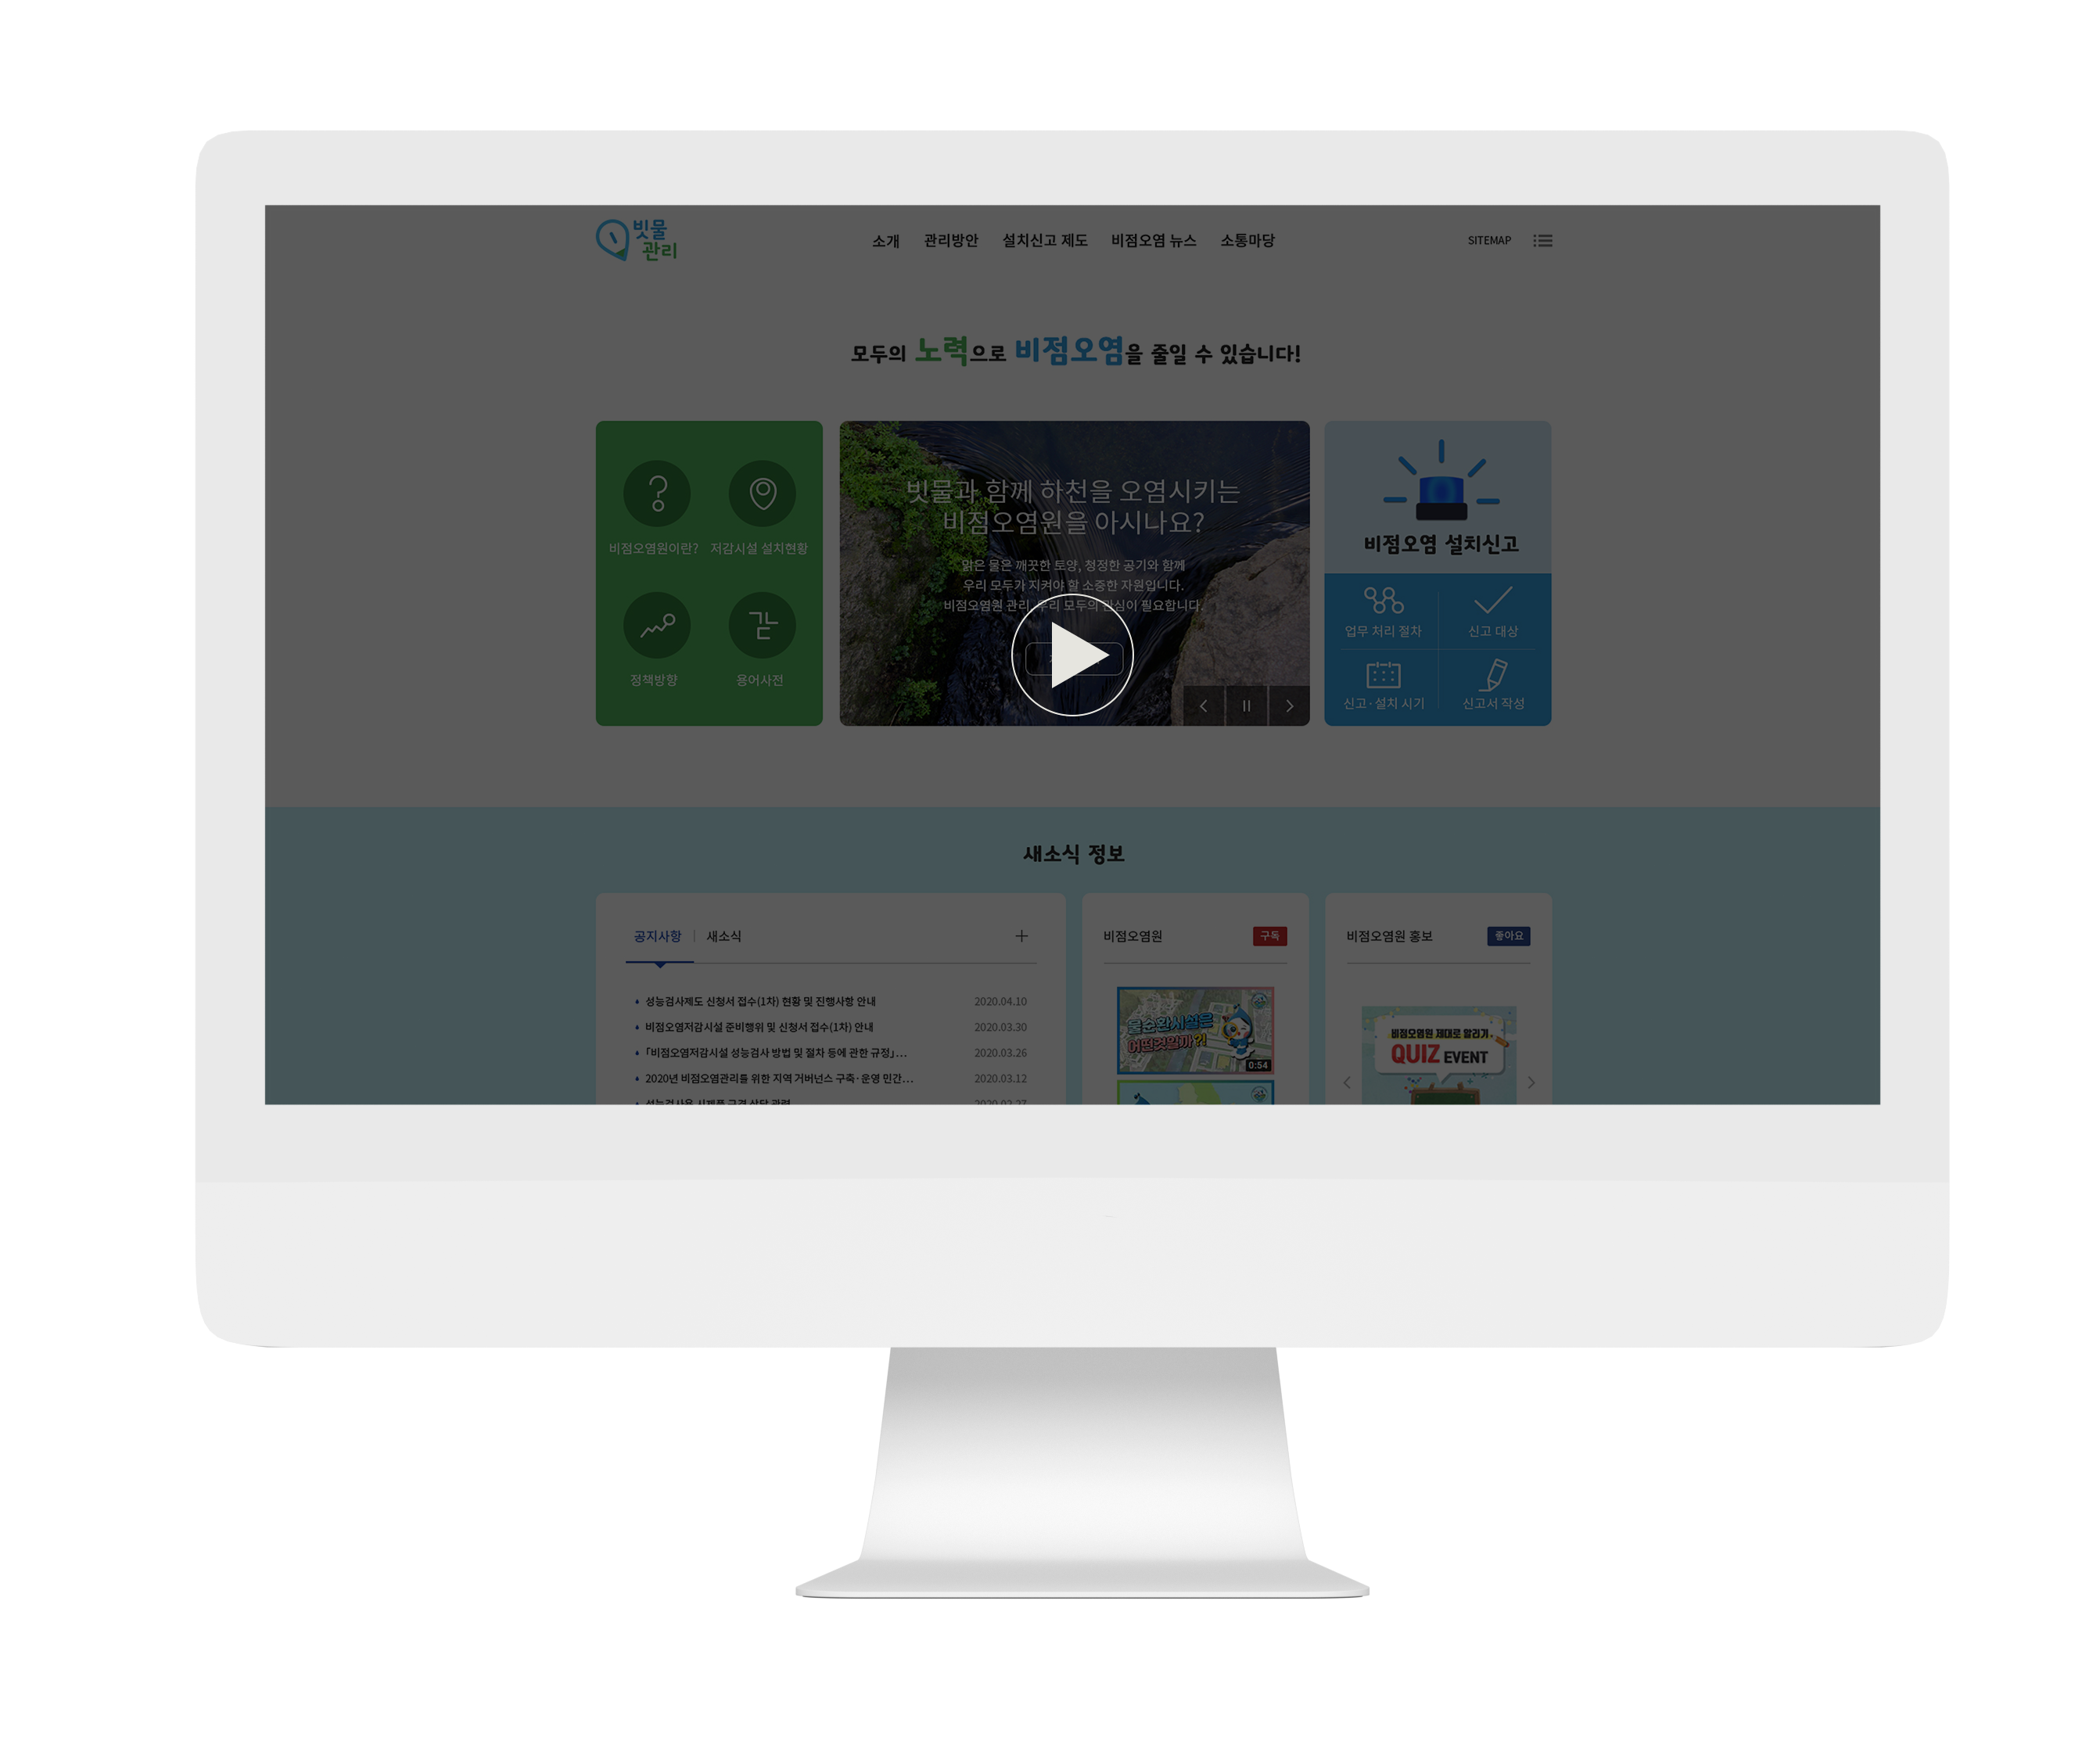 빗물
관리
소개 관리방안 설치신고 제도 비점오염 뉴스 소통마당
SITEMAP
모두의 노력으로 비점오염을 줄일 수 있습니다!
비점오염원이란? 저감시설 설치현황
정책방향 용어사전
빗물과 함께 하천을 오염시키는
비점오염원을 아시나요?
맑은 물은 깨끗한 토양, 청정한 공기와 함께
우리 모두가 지켜야 할 소중한 자원입니다.
비점오염원 관리, 우리 모두의 관심이 필요합니다.
비점오염 설치신고
업무 처리 절차 신고 대상
신고·설치 시기 신고서 작성
새소식 정보
공지사항 | 새소식
성능검사제도 신청서 접수(1차) 현황 및 진행사항 안내 2020.04.10
비점오염저감시설 준비행위 및 신청서 접수(1차) 안내 2020.03.30
「비점오염저감시설 성능검사 방법 및 절차 등에 관한 규정」... 2020.03.26
2020년 비점오염관리를 위한 지역 거버넌스 구축·운영 민간... 2020.03.12
비점오염원 구독
물순환시설은
어떤것일까?!
0:54
비점오염원 홍보 좋아요
비점오염원 제대로 알리기
QUIZ EVENT